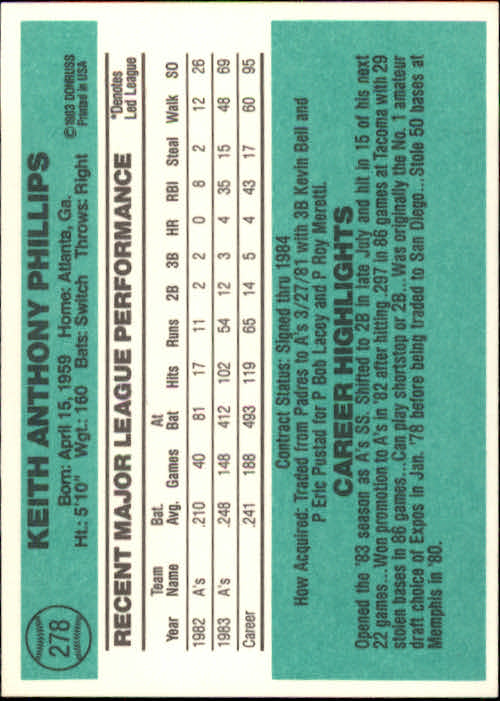 278
KEITH ANTHONY PHILLIPS
Born: April 15, 1959 Home: Atlanta, Ga.
Ht.: 5'10" Wgt.: 160 Bats: Switch Throws: Right
©1983 DONRUSS
Printed in USA
RECENT MAJOR LEAGUE PERFORMANCE
*Denotes
Led League
Year Team Name Bat. Avg. Games At Bat Hits Runs 2B 3B HR RBI Steal Walk SO
1982 A's .210 40 81 17 11 2 2 0 8 2 12 26
1983 A's .248 148 412 102 54 12 3 4 35 15 48 69
Career .241 188 493 119 65 14 5 4 43 17 60 95
Contract Status: Signed thru 1984
How Acquired: Traded from Padres to A's 3/27/81 with 3B Kevin Bell and
P Eric Pustad for P Bob Lacey and P Roy Moretti.
CAREER HIGHLIGHTS
Opened the '83 season as A's SS. Shifted to 2B in late July and hit in 15 of his next
22 games...Won promotion to A's in '82 after hitting .297 in 86 games at Tacoma with 29
stolen bases in 86 games...Can play shortstop or 2B...Was originally the No. 1 amateur
draft choice of Expos in Jan. '78 before being traded to San Diego...Stole 50 bases at
Memphis in '80.